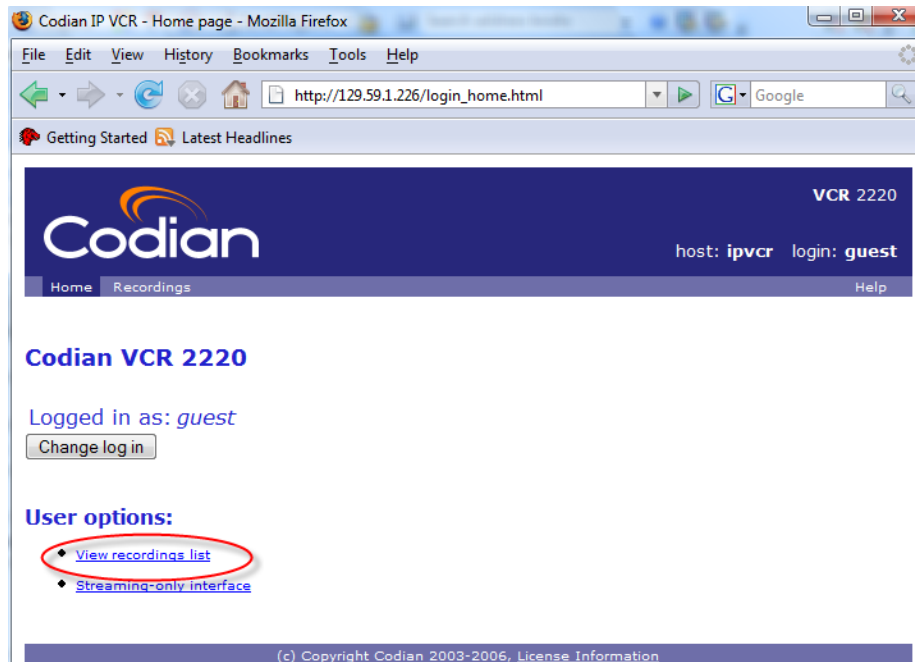 Codian IP VCR - Home page - Mozilla Firefox
File Edit View History Bookmarks Tools Help
http://129.59.1.226/login_home.html
G Google
Getting Started Latest Headlines
Codian
VCR 2220
host: ipvcr login: guest
Home Recordings Help
Codian VCR 2220
Logged in as: guest
Change log in
User options:
View recordings list
Streaming-only interface
(c) Copyright Codian 2003-2006, License Information